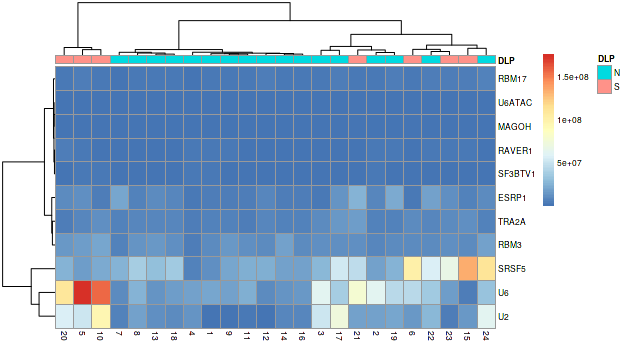 DLP
RBM17
U6ATAC
MAGOH
RAVER1
SF3BTV1
ESRP1
TRA2A
RBM3
SRSF5
U6
U2
20 5 10 7 8 13 18 4 1 9 11 12 14 16 3 17 21 2 19 6 22 23 15 24
1.5e+08
1e+08
5e+07
DLP
N
S